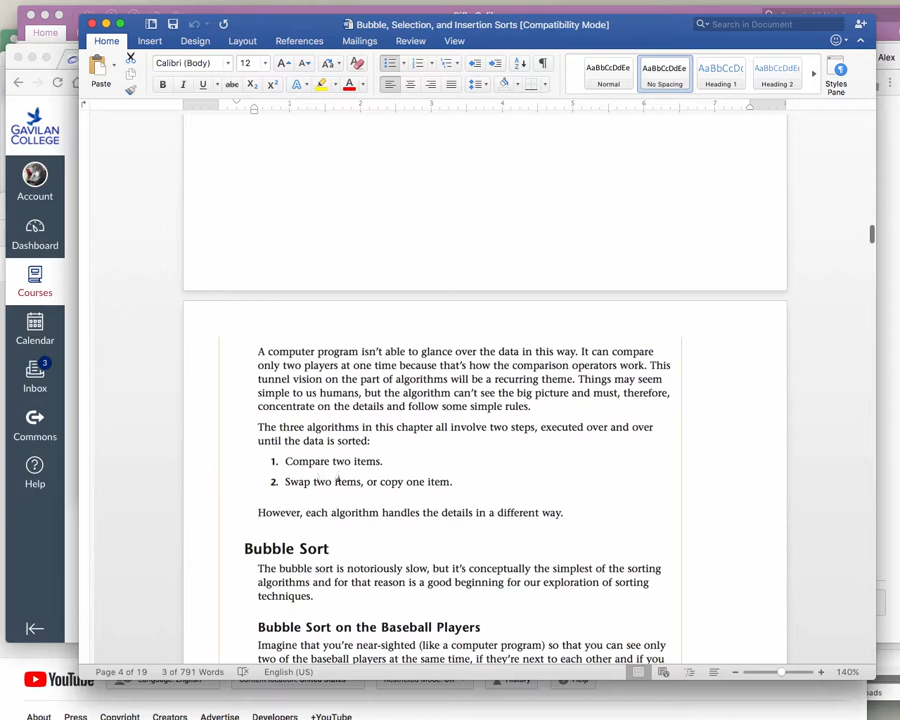 Home
Bubble, Selection, and Insertion Sorts [Compatibility Mode]
Search in Document
Home Insert Design Layout References Mailings Review View
Alex
Paste
Calibri (Body) 12
AaBbCcDdEe AaBbCcDdEe AaBbCcDc AaBbCcDdEe
Normal No Spacing Heading 1 Heading 2
Styles
Pane
1 2 3 4 5 6 7
GAVILAN
COLLEGE
Account
Dashboard
Courses
Calendar
3
Inbox
Commons
Help
A computer program isn't able to glance over the data in this way. It can compare
only two players at one time because that's how the comparison operators work. This
tunnel vision on the part of algorithms will be a recurring theme. Things may seem
simple to us humans, but the algorithm can't see the big picture and must, therefore,
concentrate on the details and follow some simple rules.
The three algorithms in this chapter all involve two steps, executed over and over
until the data is sorted:
1. Compare two items.
2. Swap two items, or copy one item.
However, each algorithm handles the details in a different way.
Bubble Sort
The bubble sort is notoriously slow, but it's conceptually the simplest of the sorting
algorithms and for that reason is a good beginning for our exploration of sorting
techniques.
Bubble Sort on the Baseball Players
Imagine that you're near-sighted (like a computer program) so that you can see only
two of the baseball players at the same time, if they're next to each other and if you
Page 4 of 19 3 of 791 Words English (US) 140%
YouTube
About Press Copyright Creators Advertise Developers +YouTube